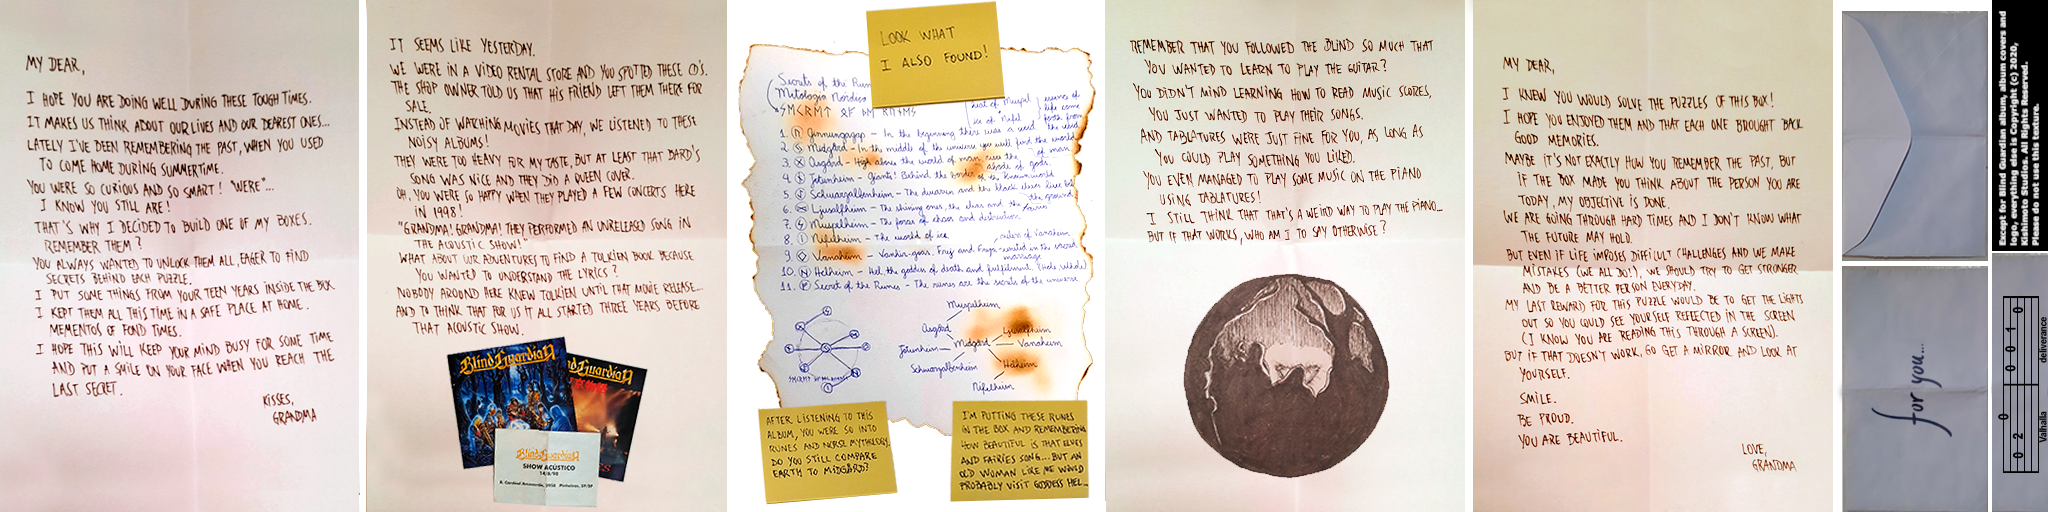 MY DEAR,
I HOPE YOU ARE DOING WELL DURING THESE TOUGH TIMES.
IT MAKES US THINK ABOUT OUR LIVES AND OUR DEAREST ONES...
LATELY I'VE BEEN REMEMBERING THE PAST, WHEN YOU USED
TO COME HOME DURING SUMMERTIME.
YOU WERE SO CURIOUS AND SO SMART! "WERE"...
I KNOW YOU STILL ARE!
THAT'S WHY I DECIDED TO BUILD ONE OF MY BOXES.
REMEMBER THEM?
YOU ALWAYS WANTED TO UNLOCK THEM ALL, EAGER TO FIND
SECRETS BEHIND EACH PUZZLE.
I PUT SOME THINGS FROM YOUR TEEN YEARS INSIDE THE BOX
I KEPT THEM ALL THIS TIME IN A SAFE PLACE AT HOME.
MEMENTOS OF FOND TIMES.
I HOPE THIS WILL KEEP YOUR MIND BUSY FOR SOME TIME
AND PUT A SMILE ON YOUR FACE WHEN YOU REACH THE
LAST SECRET.
KISSES,
GRANDMA
IT SEEMS LIKE YESTERDAY.
WE WERE IN A VIDEO RENTAL STORE AND YOU SPOTTED THESE CD'S.
THE SHOP OWNER TOLD US THAT HIS FRIEND LEFT THEM THERE FOR
SALE.
INSTEAD OF WATCHING MOVIES THAT DAY, WE LISTENED TO THESE
NOISY ALBUMS!
THEY WERE TOO HEAVY FOR MY TASTE, BUT AT LEAST THAT BARD'S
SONG WAS NICE AND THEY DID A QUEEN COVER.
OH, YOU WERE SO HAPPY WHEN THEY PLAYED A FEW CONCERTS HERE
IN 1998!
"GRANDMA! GRANDMA! THEY PERFORMED AN UNRELEASED SONG IN
THE ACOUSTIC SHOW!"
WHAT ABOUT OUR ADVENTURES TO FIND A TOLKIEN BOOK BECAUSE
YOU WANTED TO UNDERSTAND THE LYRICS?
NOBODY AROUND HERE KNEW TOLKIEN UNTIL THAT MOVIE RELEASE...
AND TO THINK THAT FOR US IT ALL STARTED THREE YEARS BEFORE
THAT ACOUSTIC SHOW.
Blind Guardian
Guardian
Blind Guardian
SHOW ACÚSTICO
14/8/98
R. Cardeal Arcoverde, 2958 Pinheiros, SP/SP
LOOK WHAT
I ALSO FOUND!
Secrets of the Run
Mitologia Nórdica
heat of Muspel
ice of Nifel
ruines of
life come
forth from
the void
1. Ginnungagap - In the beginning there was a void
2. Midgard - In the middle of the universe you will find the world
of man
3. Asgard - High above the world of man lies the
abode of gods.
4. Jotunheim - Giants! Behind the border of the known world
5. Schwarzalbenheim - The dwarven and the black elves live below
the ground
6. Ljusalfheim - The shining ones, the elves and the fairies
7. Muspelheim - The force of chaos and destruction.
8. Nifelheim - The world of ice.
9. Vanaheim - Vanhir-gods. Frej and Freya-united in the sacred
marriage
rulers of Vanaheim
10. Helheim - Hel, the goddess of death and fulfilment.
11. Secret of the Runes - The runes are the secrets of the universe
Muspelheim
Asgård
Ljusalfheim
Jotunheim
Midgård
Vanaheim
Schwarzalbenheim
Helheim
Nifelheim
AFTER LISTENING TO THIS
ALBUM, YOU WERE SO INTO
RUNES AND NORSE MYTHOLOGY.
DO YOU STILL COMPARE
EARTH TO MIDGARD?
I'M PUTTING THESE RUNES
IN THE BOX AND REMEMBERING
HOW BEAUTIFUL IS THAT ELVES
AND FAIRIES SONG... BUT AN
OLD WOMAN LIKE ME WOULD
PROBABLY VISIT GODDESS HEL...
REMEMBER THAT YOU FOLLOWED THE BLIND SO MUCH THAT
YOU WANTED TO LEARN TO PLAY THE GUITAR?
YOU DIDN'T MIND LEARNING HOW TO READ MUSIC SCORES,
YOU JUST WANTED TO PLAY THEIR SONGS.
AND TABLATURES WERE JUST FINE FOR YOU, AS LONG AS
YOU COULD PLAY SOMETHING YOU LIKED.
YOU EVEN MANAGED TO PLAY SOME MUSIC ON THE PIANO
USING TABLATURES!
I STILL THINK THAT THAT'S A WEIRD WAY TO PLAY THE PIANO...
BUT IF THAT WORKS, WHO AM I TO SAY OTHERWISE?
MY DEAR,
I KNEW YOU WOULD SOLVE THE PUZZLES OF THIS BOX!
I HOPE YOU ENJOYED THEM AND THAT EACH ONE BROUGHT BACK
GOOD MEMORIES.
MAYBE IT'S NOT EXACTLY HOW YOU REMEMBER THE PAST, BUT
IF THE BOX MADE YOU THINK ABOUT THE PERSON YOU ARE
TODAY, MY OBJECTIVE IS DONE.
WE ARE GOING THROUGH HARD TIMES AND I DON'T KNOW WHAT
THE FUTURE MAY HOLD.
BUT EVEN IF LIFE IMPOSES DIFFICULT CHALLENGES AND WE MAKE
MISTAKES (WE ALL DO!), WE SHOULD TRY TO GET STRONGER
AND BE A BETTER PERSON EVERYDAY.
MY LAST REWARD FOR THIS PUZZLE WOULD BE TO GET THE LIGHTS
OUT SO YOU COULD SEE YOURSELF REFLECTED IN THE SCREEN
(I KNOW YOU ARE READING THIS THROUGH A SCREEN).
BUT IF THAT DOESN'T WORK, GO GET A MIRROR AND LOOK AT
YOURSELF.
SMILE.
BE PROUD.
YOU ARE BEAUTIFUL.
LOVE,
GRANDMA
for you...
Except for Blind Guardian album, album covers and
logo, everything else is Copyright (c) 2020,
Kishimoto Studios. All Rights Reserved.
Please do not use this texture.
0 2 0 0 0 1 0
Valhalla deliverance